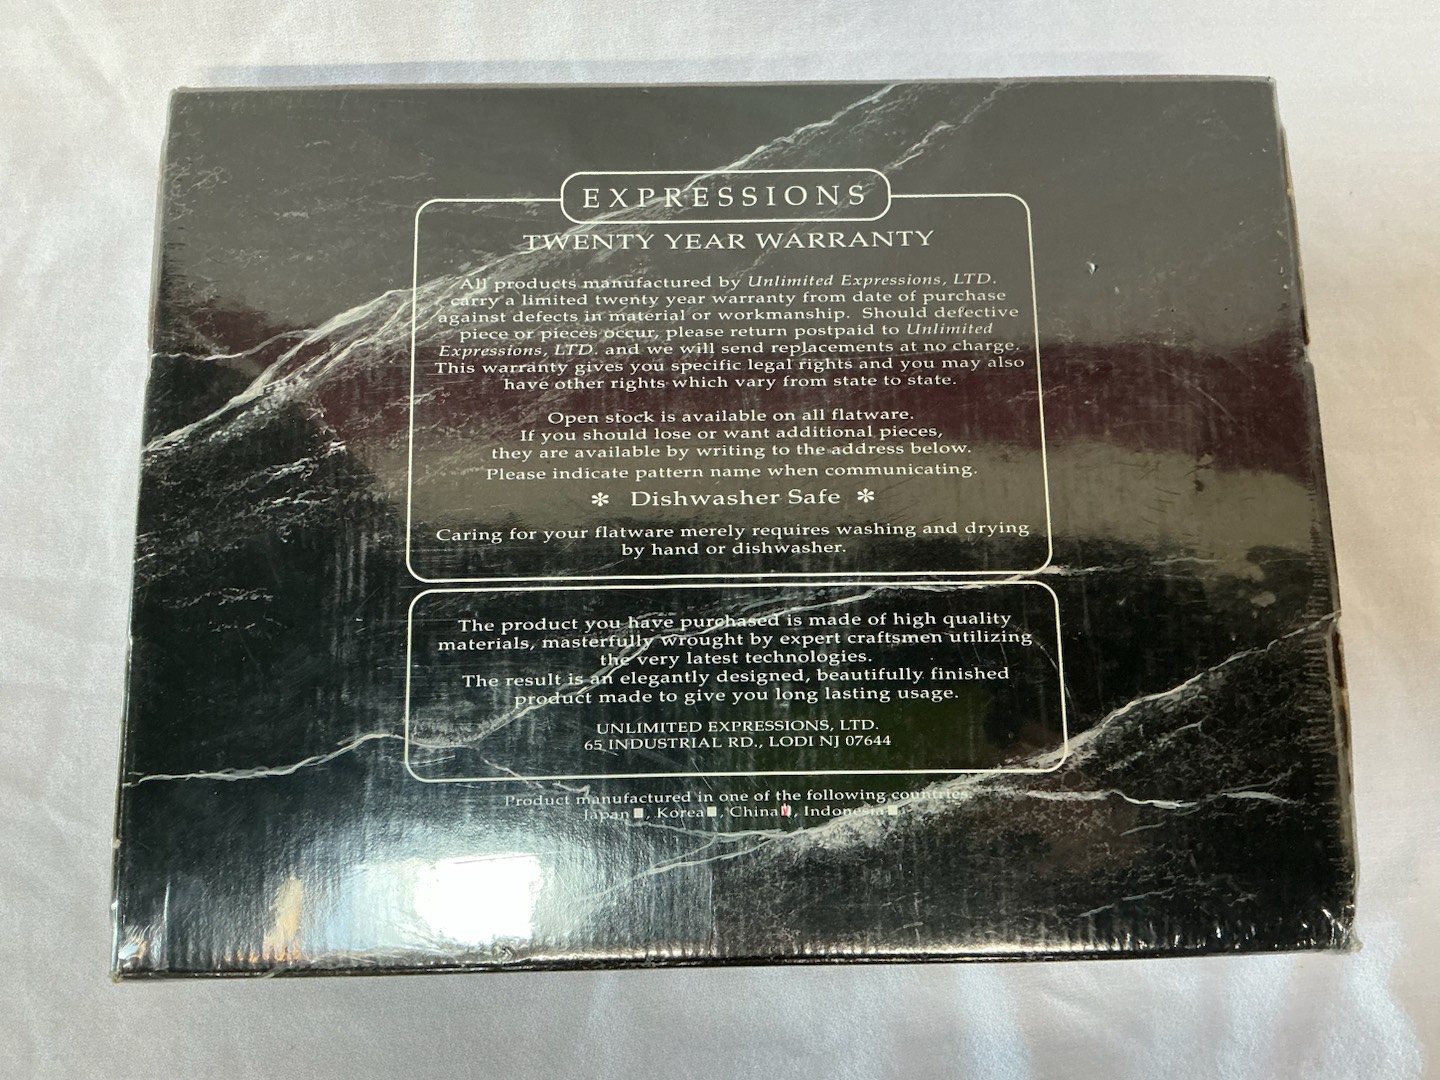 EXPRESSIONS
TWENTY YEAR WARRANTY
All products manufactured by Unlimited Expressions, LTD.
carry a limited twenty year warranty from date of purchase
against defects in material or workmanship. Should defective
piece or pieces occur, please return postpaid to Unlimited
Expressions, LTD. and we will send replacements at no charge.
This warranty gives you specific legal rights and you may also
have other rights which vary from state to state.
Open stock is available on all flatware.
If you should lose or want additional pieces,
they are available by writing to the address below.
Please indicate pattern name when communicating.
✻ Dishwasher Safe ✻
Caring for your flatware merely requires washing and drying
by hand or dishwasher.
The product you have purchased is made of high quality
materials, masterfully wrought by expert craftsmen utilizing
the very latest technologies.
The result is an elegantly designed, beautifully finished
product made to give you long lasting usage.
UNLIMITED EXPRESSIONS, LTD.
65 INDUSTRIAL RD., LODI NJ 07644
Product manufactured in one of the following countries.
Japan ■, Korea ■, China ■, Indonesia ■